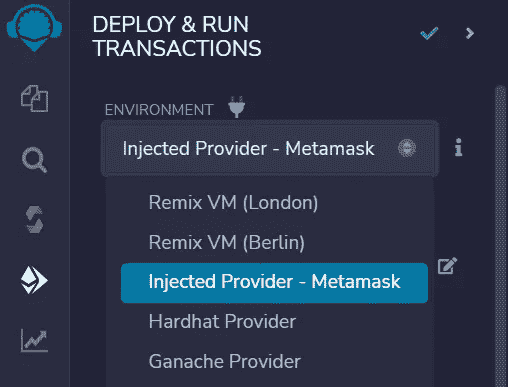 DEPLOY & RUN
TRANSACTIONS
ENVIRONMENT
Injected Provider - Metamask
Remix VM (London)
Remix VM (Berlin)
Injected Provider - Metamask
Hardhat Provider
Ganache Provider